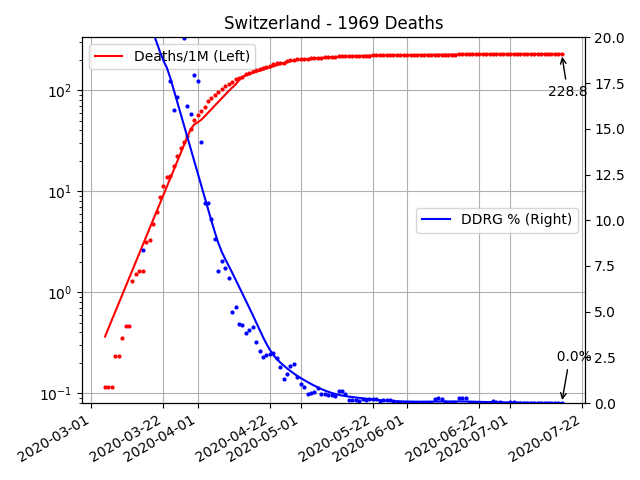 Switzerland - 1969 Deaths
Deaths/1M (Left)
DDRG % (Right)
228.8
0.0%
10² 10¹ 10⁰ 10⁻¹
20.0 17.5 15.0 12.5 10.0 7.5 5.0 2.5 0.0
2020-03-01 2020-03-22 2020-04-01 2020-04-22 2020-05-01 2020-05-22 2020-06-01 2020-06-22 2020-07-01 2020-07-22